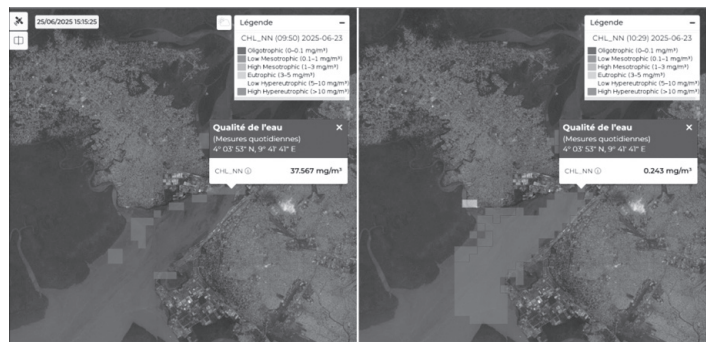 25/06/2025 15:15:25
Légende −
CHL_NN (09:50) 2025-06-23
Oligotrophic (0-0.1 mg/m³)
Low Mesotrophic (0.1-1 mg/m³)
High Mesotrophic (1-3 mg/m³)
Eutrophic (3-5 mg/m³)
Low Hypereutrophic (5-10 mg/m³)
High Hypereutrophic (>10 mg/m³)
Qualité de l'eau ×
(Mesures quotidiennes)
4° 03' 53" N, 9° 41' 41" E
CHL_NN 37.567 mg/m³
Légende −
CHL_NN (10:29) 2025-06-23
Oligotrophic (0-0.1 mg/m³)
Low Mesotrophic (0.1-1 mg/m³)
High Mesotrophic (1-3 mg/m³)
Eutrophic (3-5 mg/m³)
Low Hypereutrophic (5-10 mg/m³)
High Hypereutrophic (>10 mg/m³)
Qualité de l'eau ×
(Mesures quotidiennes)
4° 03' 53" N, 9° 41' 41" E
CHL_NN 0.243 mg/m³